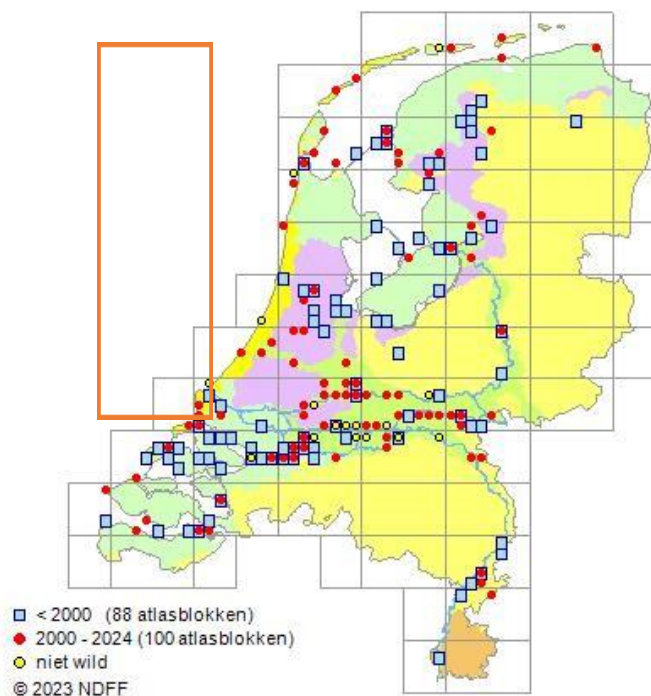 < 2000 (88 atlasblokken)
2000 - 2024 (100 atlasblokken)
niet wild
© 2023 NDFF